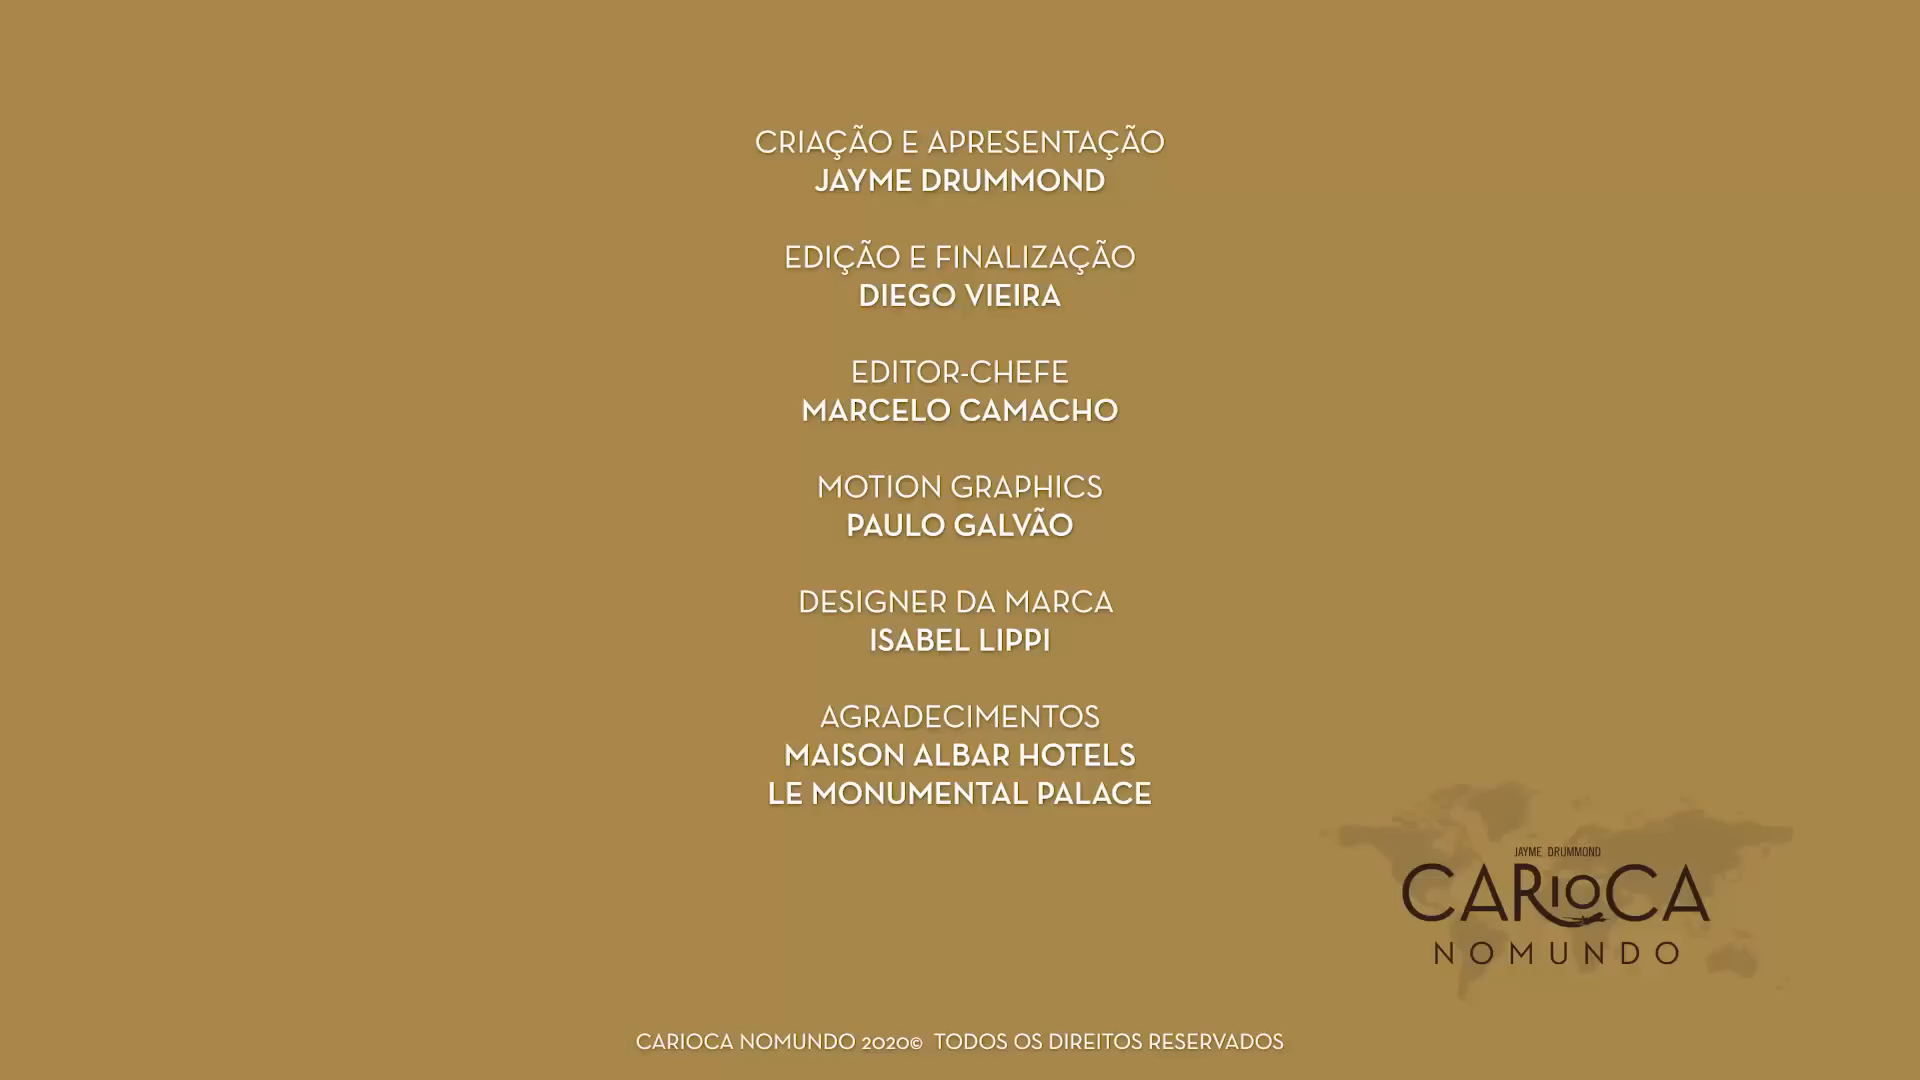 CRIAÇÃO E APRESENTAÇÃO
JAYME DRUMMOND
EDIÇÃO E FINALIZAÇÃO
DIEGO VIEIRA
EDITOR-CHEFE
MARCELO CAMACHO
MOTION GRAPHICS
PAULO GALVÃO
DESIGNER DA MARCA
ISABEL LIPPI
AGRADECIMENTOS
MAISON ALBAR HOTELS
LE MONUMENTAL PALACE
JAYME DRUMMOND
CARIOCA
NOMUNDO
CARIOCA NOMUNDO 2020© TODOS OS DIREITOS RESERVADOS